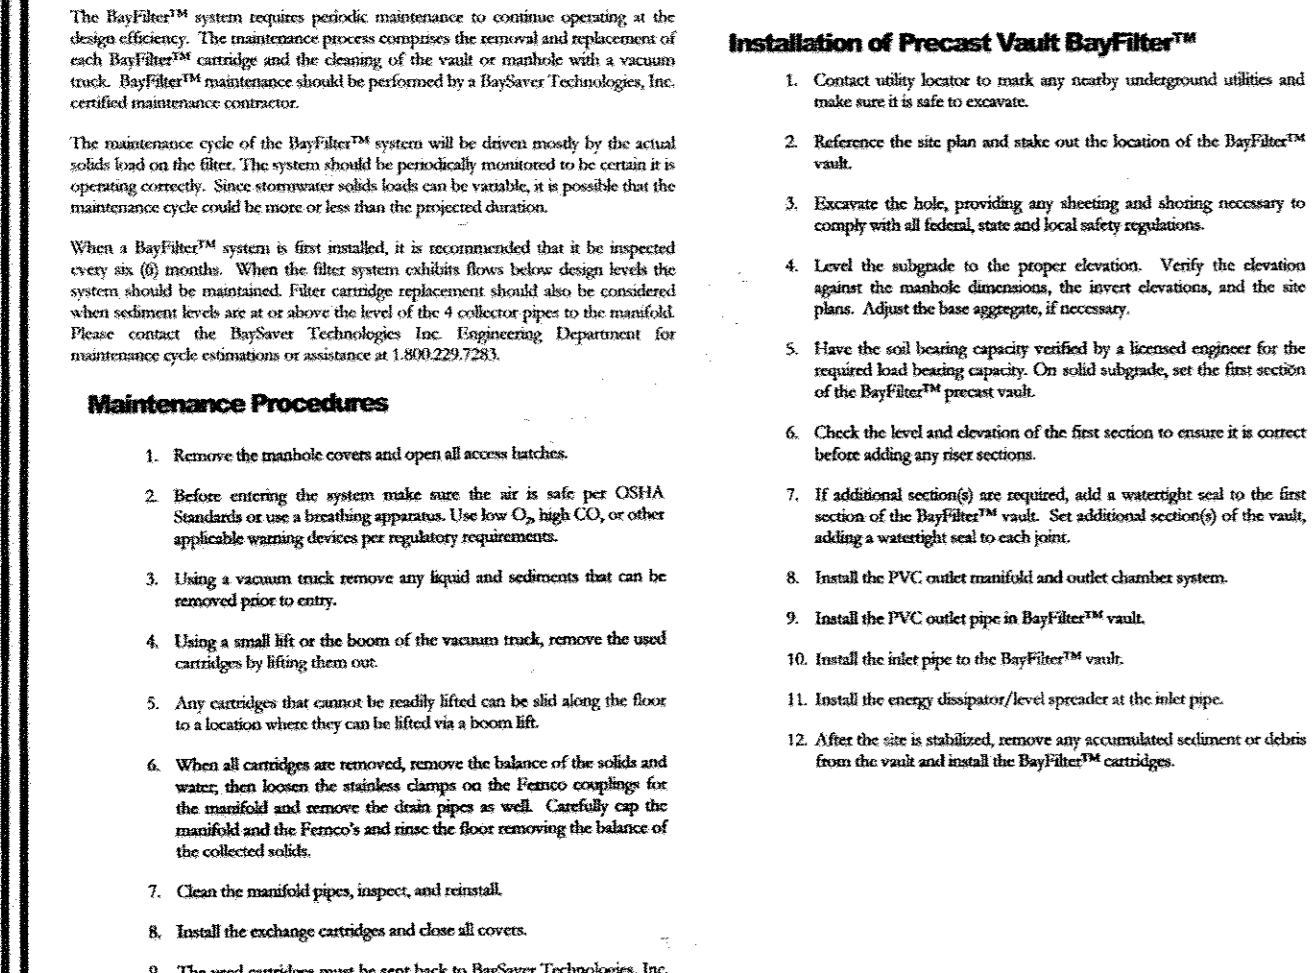 The BayFilter™ system requires periodic maintenance to continue operating at the
design efficiency. The maintenance process comprises the removal and replacement of
each BayFilter™ cartridge and the cleaning of the vault or manhole with a vacuum
truck. BayFilter™ maintenance should be performed by a BaySaver Technologies, Inc.
certified maintenance contractor.
The maintenance cycle of the BayFilter™ system will be driven mostly by the actual
solids load on the filter. The system should be periodically monitored to be certain it is
operating correctly. Since stormwater solids loads can be variable, it is possible that the
maintenance cycle could be more or less than the projected duration.
When a BayFilter™ system is first installed, it is recommended that it be inspected
every six (6) months. When the filter system exhibits flows below design levels the
system should be maintained. Filter cartridge replacement should also be considered
when sediment levels are at or above the level of the 4 collector pipes to the manifold.
Please contact the BaySaver Technologies Inc. Engineering Department for
maintenance cycle estimations or assistance at 1.800.229.7283.
Maintenance Procedures
1. Remove the manhole covers and open all access hatches.
2. Before entering the system make sure the air is safe per OSHA
Standards or use a breathing apparatus. Use low O₂, high CO, or other
applicable warning devices per regulatory requirements.
3. Using a vacuum truck remove any liquid and sediments that can be
removed prior to entry.
4. Using a small lift or the boom of the vacuum truck, remove the used
cartridges by lifting them out.
5. Any cartridges that cannot be readily lifted can be slid along the floor
to a location where they can be lifted via a boom lift.
6. When all cartridges are removed, remove the balance of the solids and
water; then loosen the stainless clamps on the Fernco couplings for
the manifold and remove the drain pipes as well. Carefully cap the
manifold and the Fernco's and rinse the floor removing the balance of
the collected solids.
7. Clean the manifold pipes, inspect, and reinstall.
8. Install the exchange cartridges and close all covers.
9. The used cartridges must be sent back to BaySaver Technologies, Inc.
Installation of Precast Vault BayFilter™
1. Contact utility locator to mark any nearby underground utilities and
make sure it is safe to excavate.
2. Reference the site plan and stake out the location of the BayFilter™
vault.
3. Excavate the hole, providing any sheeting and shoring necessary to
comply with all federal, state and local safety regulations.
4. Level the subgrade to the proper elevation. Verify the elevation
against the manhole dimensions, the invert elevations, and the site
plans. Adjust the base aggregate, if necessary.
5. Have the soil bearing capacity verified by a licensed engineer for the
required load bearing capacity. On solid subgrade, set the first section
of the BayFilter™ precast vault.
6. Check the level and elevation of the first section to ensure it is correct
before adding any riser sections.
7. If additional section(s) are required, add a watertight seal to the first
section of the BayFilter™ vault. Set additional section(s) of the vault,
adding a watertight seal to each joint.
8. Install the PVC outlet manifold and outlet chamber system.
9. Install the PVC outlet pipe in BayFilter™ vault.
10. Install the inlet pipe to the BayFilter™ vault.
11. Install the energy dissipator/level spreader at the inlet pipe.
12. After the site is stabilized, remove any accumulated sediment or debris
from the vault and install the BayFilter™ cartridges.